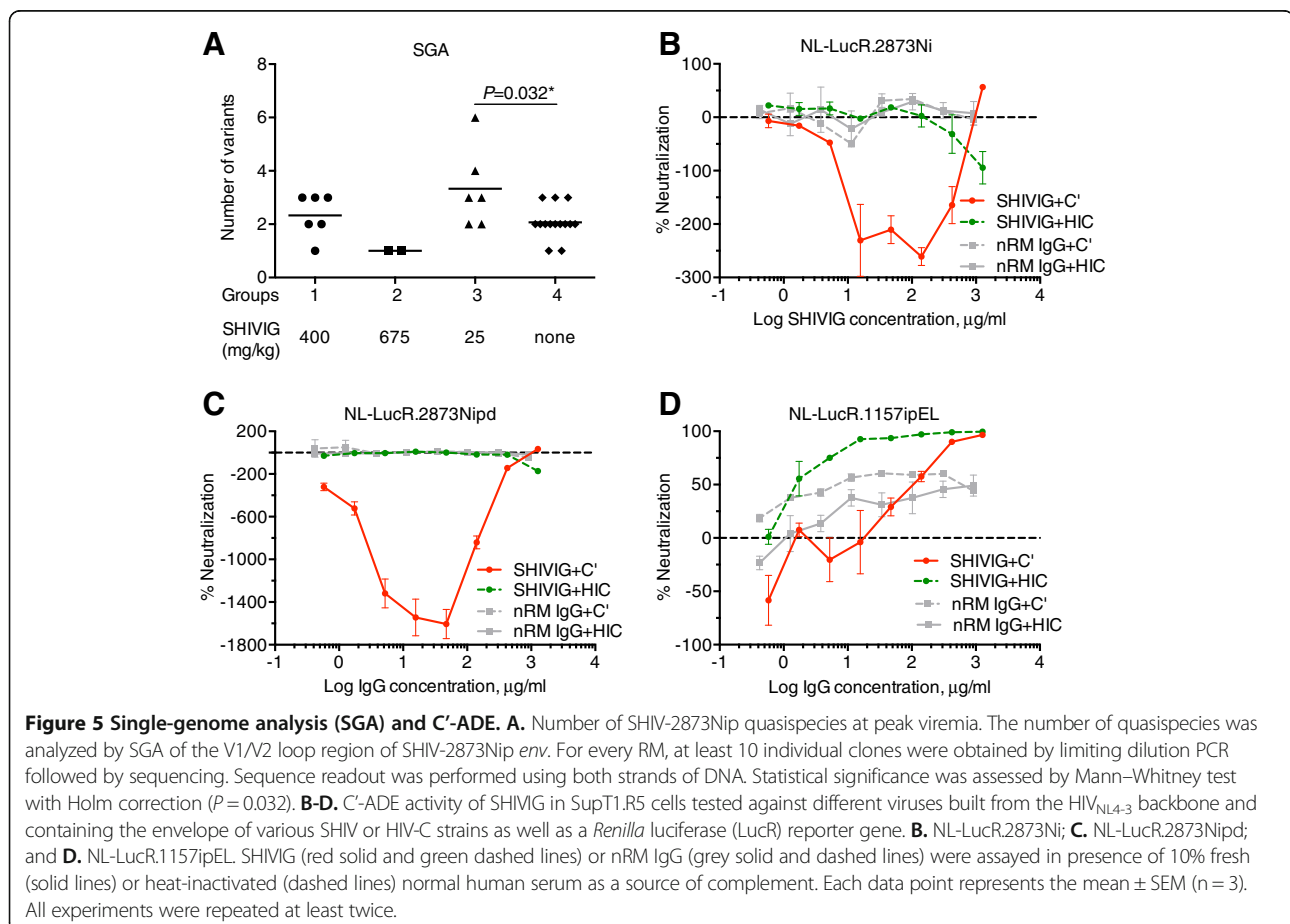 A
SGA
Number of variants
8
6
4
2
0
P=0.032*
Groups 1 2 3 4
SHIVIG (mg/kg) 400 675 25 none
B
NL-LucR.2873Ni
% Neutralization
100
0
-100
-200
-300
-1 0 1 2 3 4
Log SHIVIG concentration, μg/ml
SHIVIG+C'
SHIVIG+HIC
nRM IgG+C'
nRM IgG+HIC
C
NL-LucR.2873Nipd
% Neutralization
200
-200
-600
-1000
-1400
-1800
-1 0 1 2 3 4
Log IgG concentration, μg/ml
SHIVIG+C'
SHIVIG+HIC
nRM IgG+C'
nRM IgG+HIC
D
NL-LucR.1157ipEL
% Neutralization
100
50
0
-50
-100
-1 0 1 2 3 4
Log IgG concentration, μg/ml
SHIVIG+C'
SHIVIG+HIC
nRM IgG+C'
nRM IgG+HIC
Figure 5 Single-genome analysis (SGA) and C′-ADE. A. Number of SHIV-2873Nip quasispecies at peak viremia. The number of quasispecies was
analyzed by SGA of the V1/V2 loop region of SHIV-2873Nip env. For every RM, at least 10 individual clones were obtained by limiting dilution PCR
followed by sequencing. Sequence readout was performed using both strands of DNA. Statistical significance was assessed by Mann–Whitney test
with Holm correction (P = 0.032). B-D. C′-ADE activity of SHIVIG in SupT1.R5 cells tested against different viruses built from the HIVNL4-3 backbone and
containing the envelope of various SHIV or HIV-C strains as well as a Renilla luciferase (LucR) reporter gene. B. NL-LucR.2873Ni; C. NL-LucR.2873Nipd;
and D. NL-LucR.1157ipEL. SHIVIG (red solid and green dashed lines) or nRM IgG (grey solid and dashed lines) were assayed in presence of 10% fresh
(solid lines) or heat-inactivated (dashed lines) normal human serum as a source of complement. Each data point represents the mean ± SEM (n = 3).
All experiments were repeated at least twice.